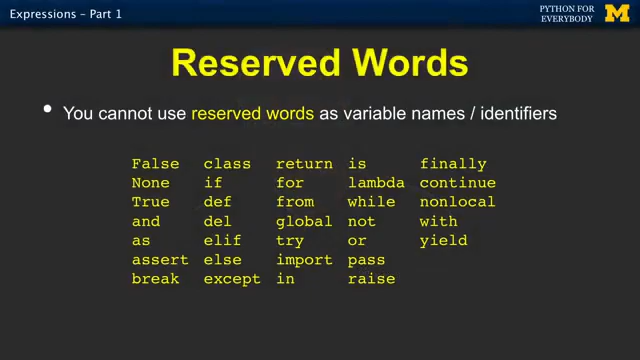 Expressions – Part 1
PYTHON FOR
EVERYBODY
M
Reserved Words
• You cannot use reserved words as variable names / identifiers
False class return is finally
None if for lambda continue
True def from while nonlocal
and del global not with
as elif try or yield
assert else import pass
break except in raise